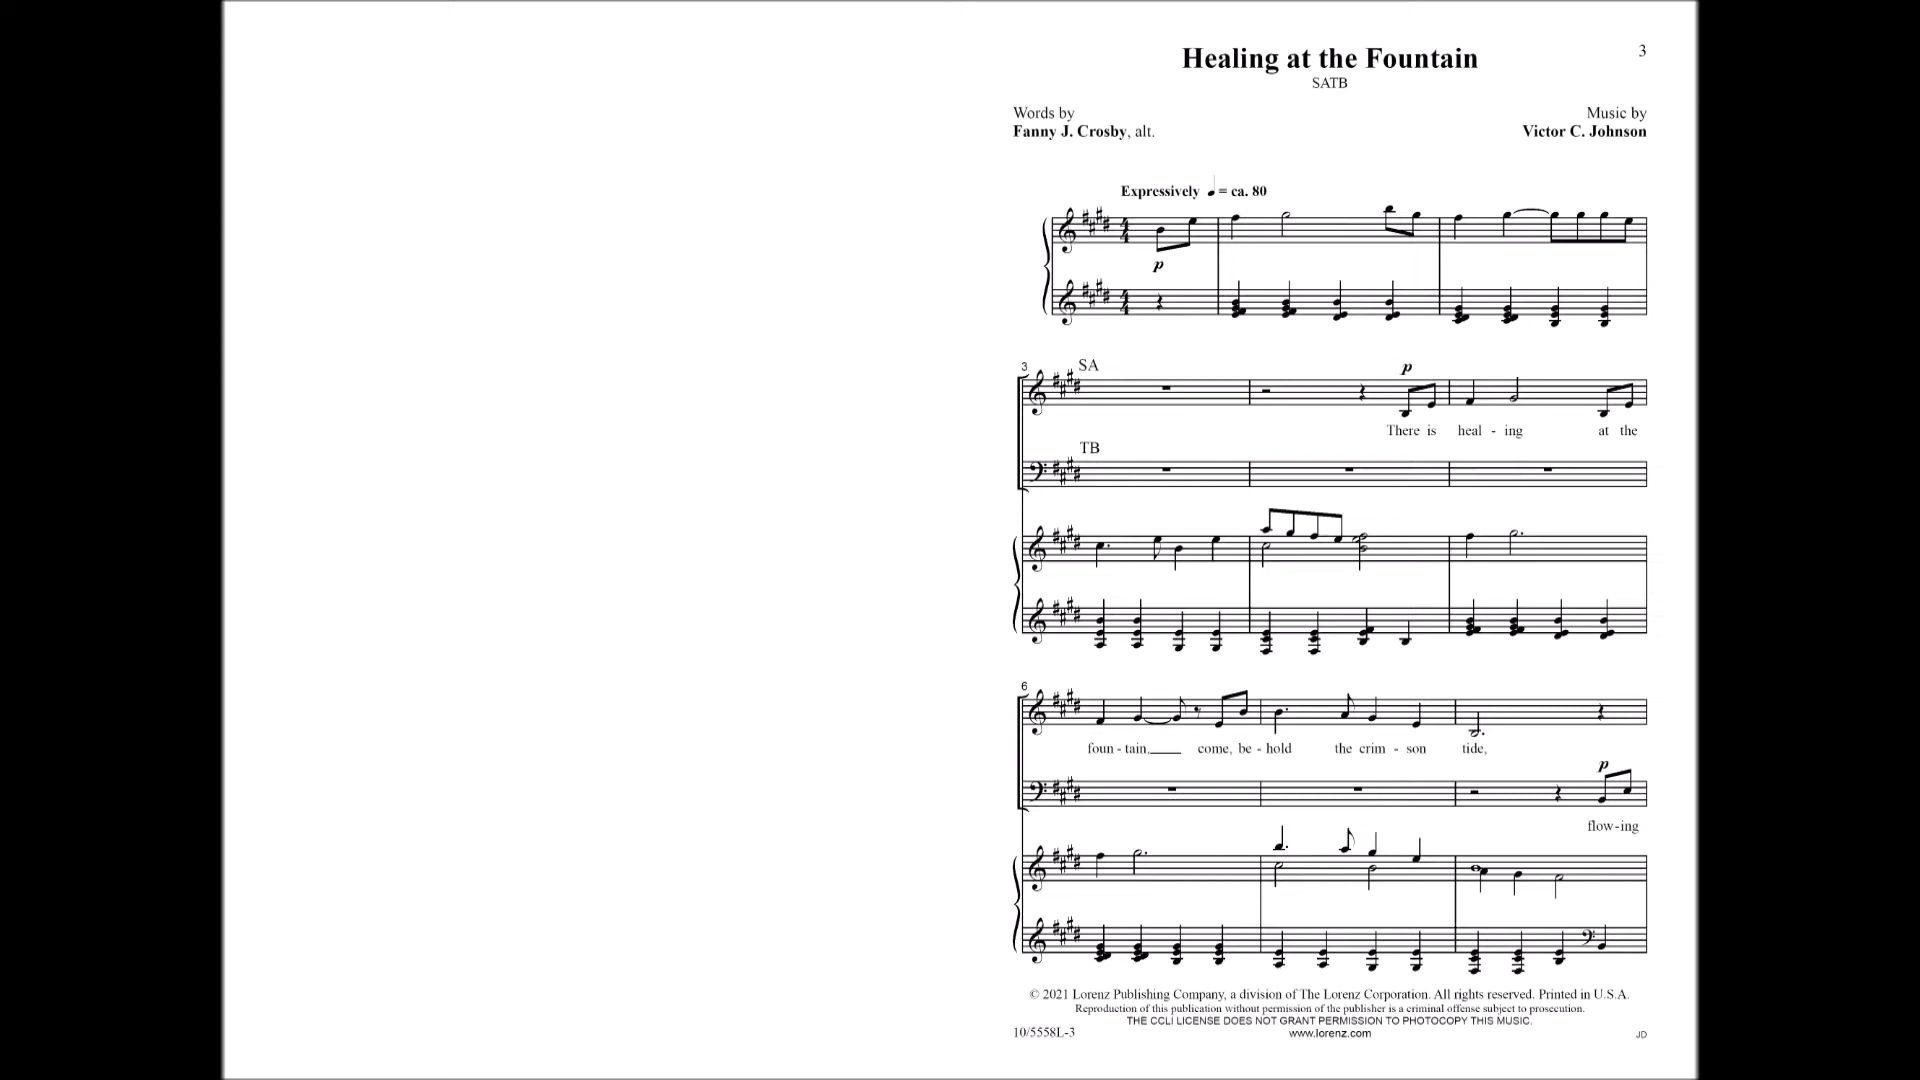 3
Healing at the Fountain
SATB
Words by
Fanny J. Crosby, alt.
Music by
Victor C. Johnson
Expressively ♩ = ca. 80
p
3
SA
p
There is heal - ing at the
TB
6
foun - tain, come, be - hold the crim - son tide,
p
flow - ing
© 2021 Lorenz Publishing Company, a division of The Lorenz Corporation. All rights reserved. Printed in U.S.A.
Reproduction of this publication without permission of the publisher is a criminal offense subject to prosecution.
THE CCLI LICENSE DOES NOT GRANT PERMISSION TO PHOTOCOPY THIS MUSIC.
10/5558L-3
www.lorenz.com
JD